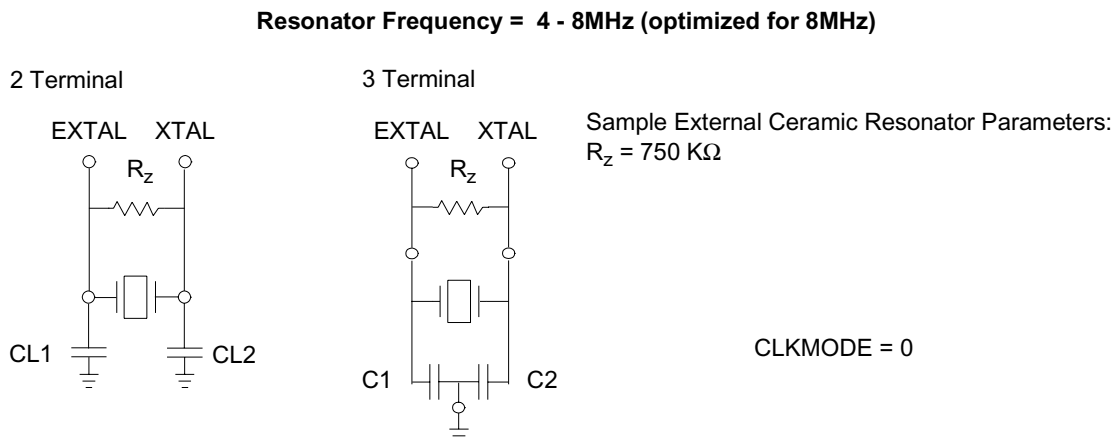 Resonator Frequency = 4 - 8MHz (optimized for 8MHz)
2 Terminal
EXTAL XTAL
Rz
CL1
CL2
3 Terminal
EXTAL XTAL
Rz
C1
C2
Sample External Ceramic Resonator Parameters:
Rz = 750 KΩ
CLKMODE = 0